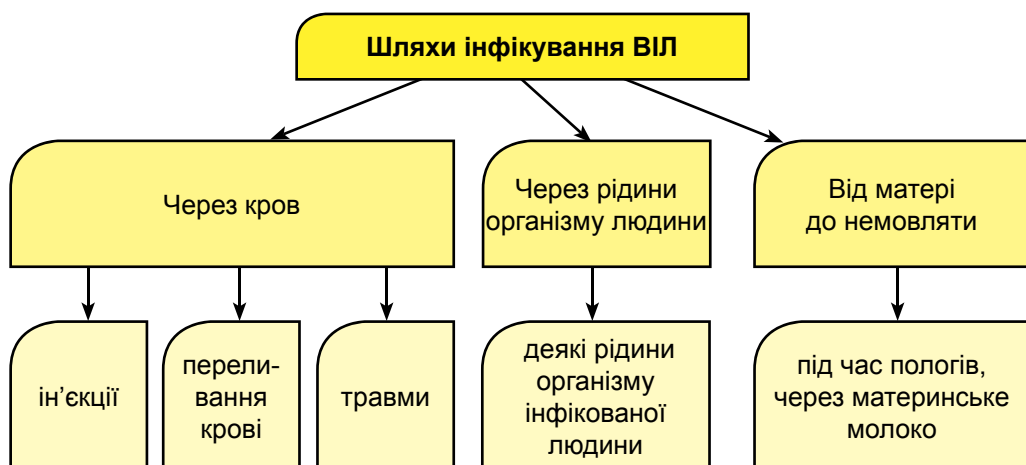 Шляхи інфікування ВІЛ
Через кров
Через рідини
організму людини
Від матері
до немовляти
ін’єкції
перели-
вання
крові
травми
деякі рідини
організму
інфікованої
людини
під час пологів,
через материнське
молоко